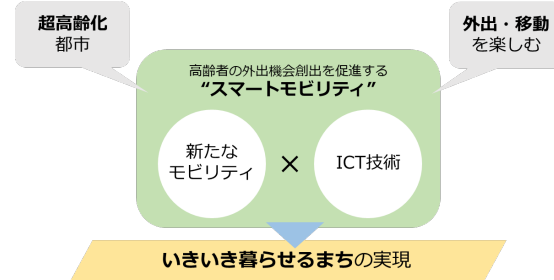 超高齢化
都市
外出・移動
を楽しむ
高齢者の外出機会創出を促進する
“スマートモビリティ”
新たな
モビリティ
×
ICT技術
いきいき暮らせるまちの実現